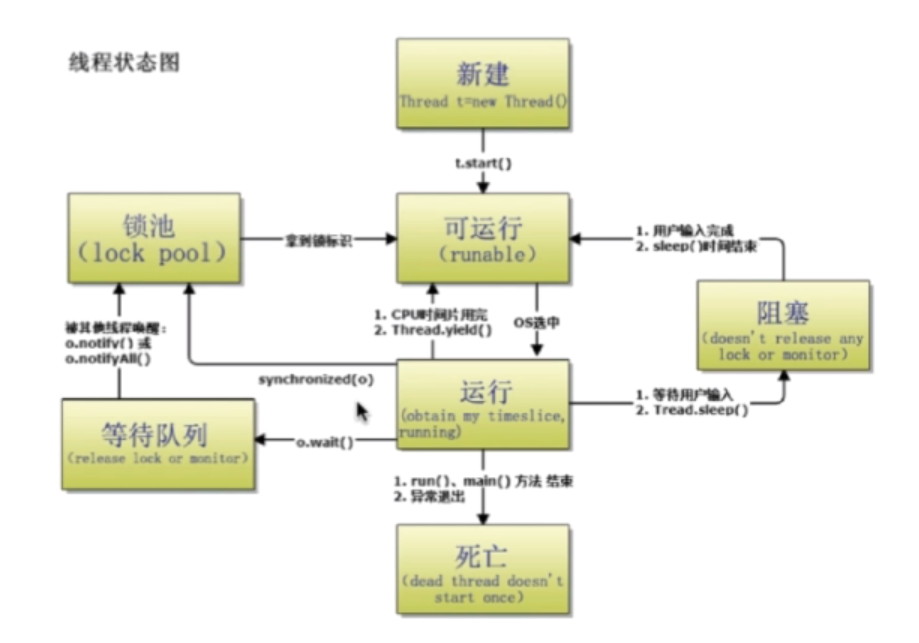 线程状态图
新建
Thread t=new Thread()
t.start()
锁池
(lock pool)
拿到锁标识
可运行
(runable)
1. 用户输入完成
2. sleep()时间结束
阻塞
(doesn't release any
lock or monitor)
被其他线程唤醒:
o.notify() 或
o.notifyAll()
1. CPU时间片用完
2. Thread.yield()
OS选中
synchronized(o)
运行
(obtain my timeslice,
running)
1. 等待用户输入
2. Tread.sleep()
等待队列
(release lock or monitor)
o.wait()
1. run()、main() 方法 结束
2. 异常退出
死亡
(dead thread doesn't
start once)